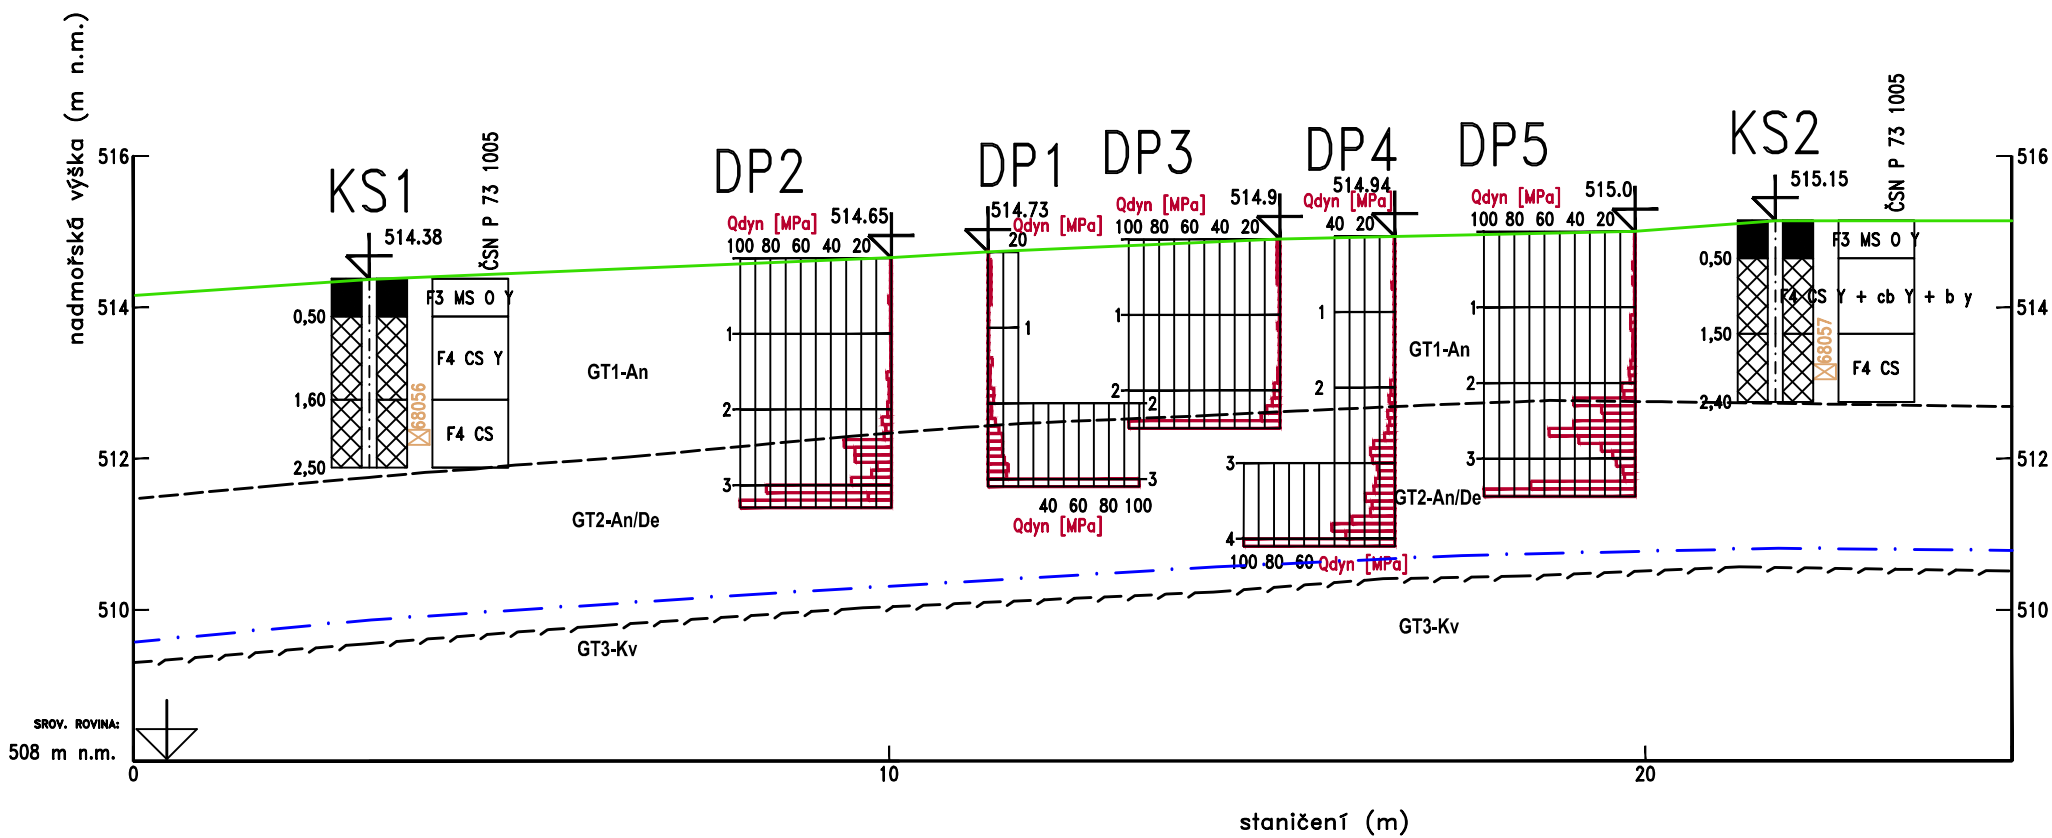 nadmořská výška (m n.m.)
516
514
512
510
SROV. ROVINA:
508 m n.m.
KS1
514.38
ČSN P 73 1005
F3 MS O Y
0,50
F4 CS Y
1,60
68056
F4 CS
2,50
GT1-An
GT2-An/De
GT3-Kv
DP2
514.65
Qdyn [MPa]
100 80 60 40 20
1
2
3
DP1
514.73
Qdyn [MPa]
20
1
2
3
40 60 80 100
Qdyn [MPa]
DP3
514.9
Qdyn [MPa]
100 80 60 40 20
1
2
DP4
514.94
Qdyn [MPa]
40 20
1
2
3
4
100 80 60
Qdyn [MPa]
GT1-An
GT2-An/De
GT3-Kv
DP5
515.0
Qdyn [MPa]
100 80 60 40 20
1
2
3
KS2
515.15
ČSN P 73 1005
F3 MS O Y
0,50
F4 CS Y + cb Y + b y
1,50
68057
F4 CS
2,40
516
514
512
510
0
10
20
staničení (m)